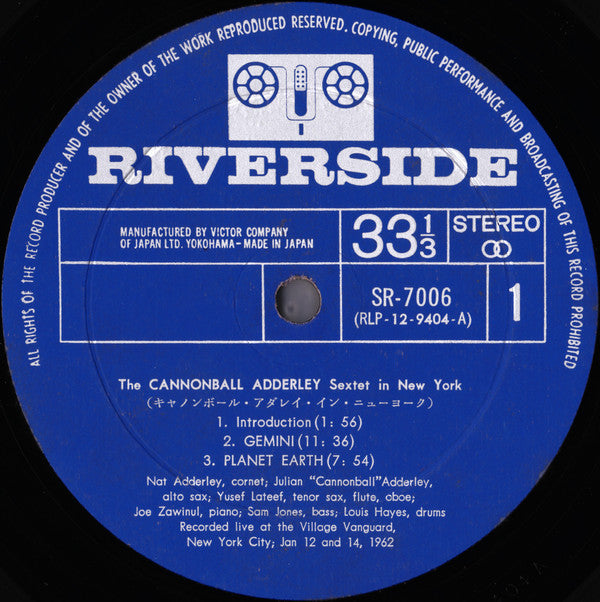 ALL RIGHTS OF THE RECORD PRODUCER AND OF THE OWNER OF THE WORK REPRODUCED RESERVED. COPYING, PUBLIC PERFORMANCE AND BROADCASTING OF THIS RECORD PROHIBITED
RIVERSIDE
MANUFACTURED BY VICTOR COMPANY
OF JAPAN LTD. YOKOHAMA–MADE IN JAPAN
33 1/3
STEREO
SR-7006
(RLP-12-9404-A)
1
The CANNONBALL ADDERLEY Sextet in New York
(キャノンボール・アダレイ・イン・ニューヨーク)
1. Introduction (1: 56)
2. GEMINI (11: 36)
3. PLANET EARTH (7: 54)
Nat Adderley, cornet; Julian "Cannonball" Adderley,
alto sax; Yusef Lateef, tenor sax, flute, oboe;
Joe Zawinul, piano; Sam Jones, bass; Louis Hayes, drums
Recorded live at the Village Vanguard,
New York City; Jan 12 and 14, 1962